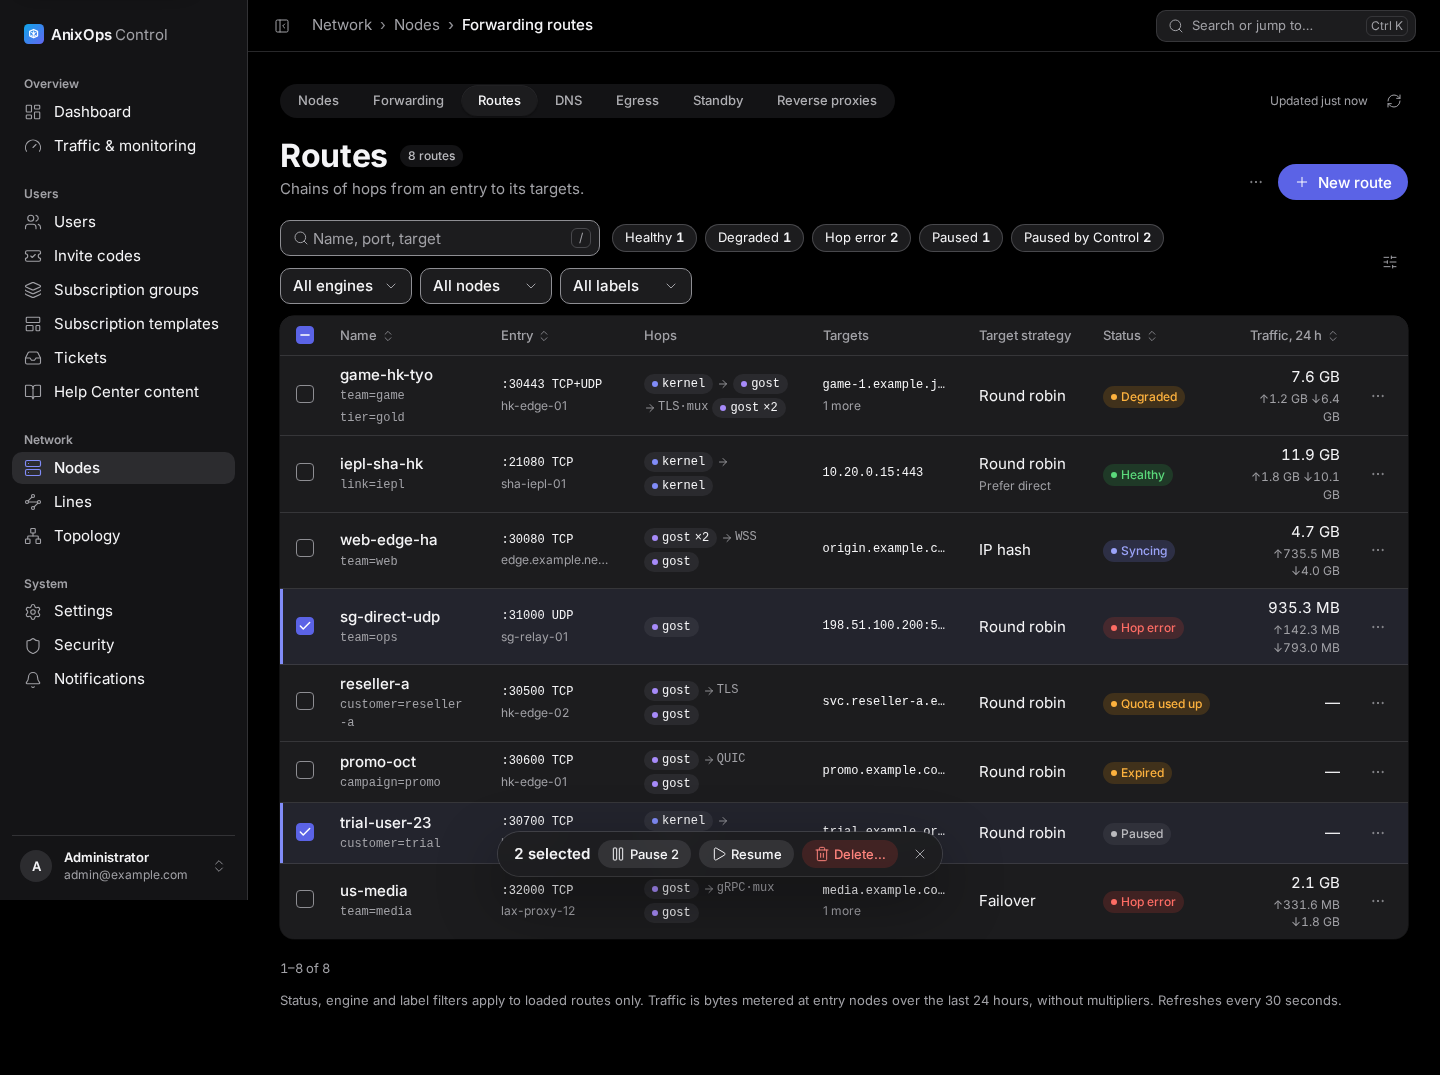 AnixOps Control
Network › Nodes › Forwarding routes
Search or jump to...
Ctrl K
Overview
Dashboard
Traffic & monitoring
Users
Users
Invite codes
Subscription groups
Subscription templates
Tickets
Help Center content
Network
Nodes
Lines
Topology
System
Settings
Security
Notifications
A
Administrator
admin@example.com
Nodes Forwarding Routes DNS Egress Standby Reverse proxies
Updated just now
Routes 8 routes
Chains of hops from an entry to its targets.
New route
Name, port, target /
Healthy 1 Degraded 1 Hop error 2 Paused 1 Paused by Control 2
All engines All nodes All labels
Name Entry Hops Targets Target strategy Status Traffic, 24 h
game-hk-tyo
team=game
tier=gold
:30443 TCP+UDP
hk-edge-01
kernel → gost
→ TLS·mux gost ×2
game-1.example.j…
1 more
Round robin
Degraded
7.6 GB
↑1.2 GB ↓6.4
GB
iepl-sha-hk
link=iepl
:21080 TCP
sha-iepl-01
kernel →
kernel
10.20.0.15:443
Round robin
Prefer direct
Healthy
11.9 GB
↑1.8 GB ↓10.1
GB
web-edge-ha
team=web
:30080 TCP
edge.example.ne…
gost ×2 → WSS
gost
origin.example.c…
IP hash
Syncing
4.7 GB
↑735.5 MB
↓4.0 GB
sg-direct-udp
team=ops
:31000 UDP
sg-relay-01
gost
198.51.100.200:5…
Round robin
Hop error
935.3 MB
↑142.3 MB
↓793.0 MB
reseller-a
customer=reseller
-a
:30500 TCP
hk-edge-02
gost → TLS
gost
svc.reseller-a.e…
Round robin
Quota used up
—
promo-oct
campaign=promo
:30600 TCP
hk-edge-01
gost → QUIC
gost
promo.example.co…
Round robin
Expired
—
trial-user-23
customer=trial
:30700 TCP
kernel →
trial.example.or…
Round robin
Paused
—
2 selected Pause 2 Resume Delete...
us-media
team=media
:32000 TCP
lax-proxy-12
gost → gRPC·mux
gost
media.example.co…
1 more
Failover
Hop error
2.1 GB
↑331.6 MB
↓1.8 GB
1–8 of 8
Status, engine and label filters apply to loaded routes only. Traffic is bytes metered at entry nodes over the last 24 hours, without multipliers. Refreshes every 30 seconds.